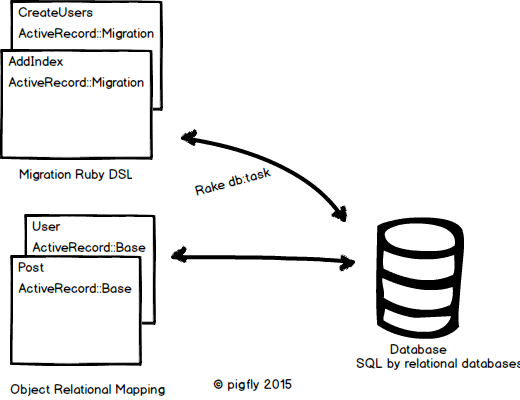 CreateUsers
ActiveRecord::Migration
AddIndex
ActiveRecord::Migration
Migration Ruby DSL
Rake db:task
User
ActiveRecord::Base
Post
ActiveRecord::Base
Object Relational Mapping
Database
SQL by relational databases
© pigfly 2015